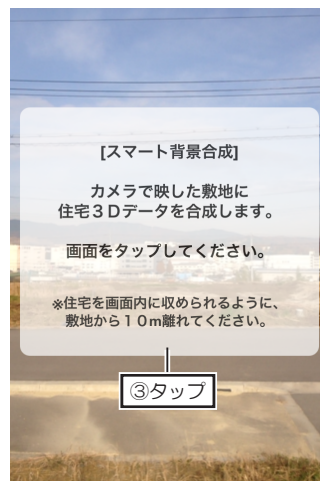 [スマート背景合成]
カメラで映した敷地に
住宅3Dデータを合成します。
画面をタップしてください。
※住宅を画面内に収められるように、
敷地から10m離れてください。
③タップ